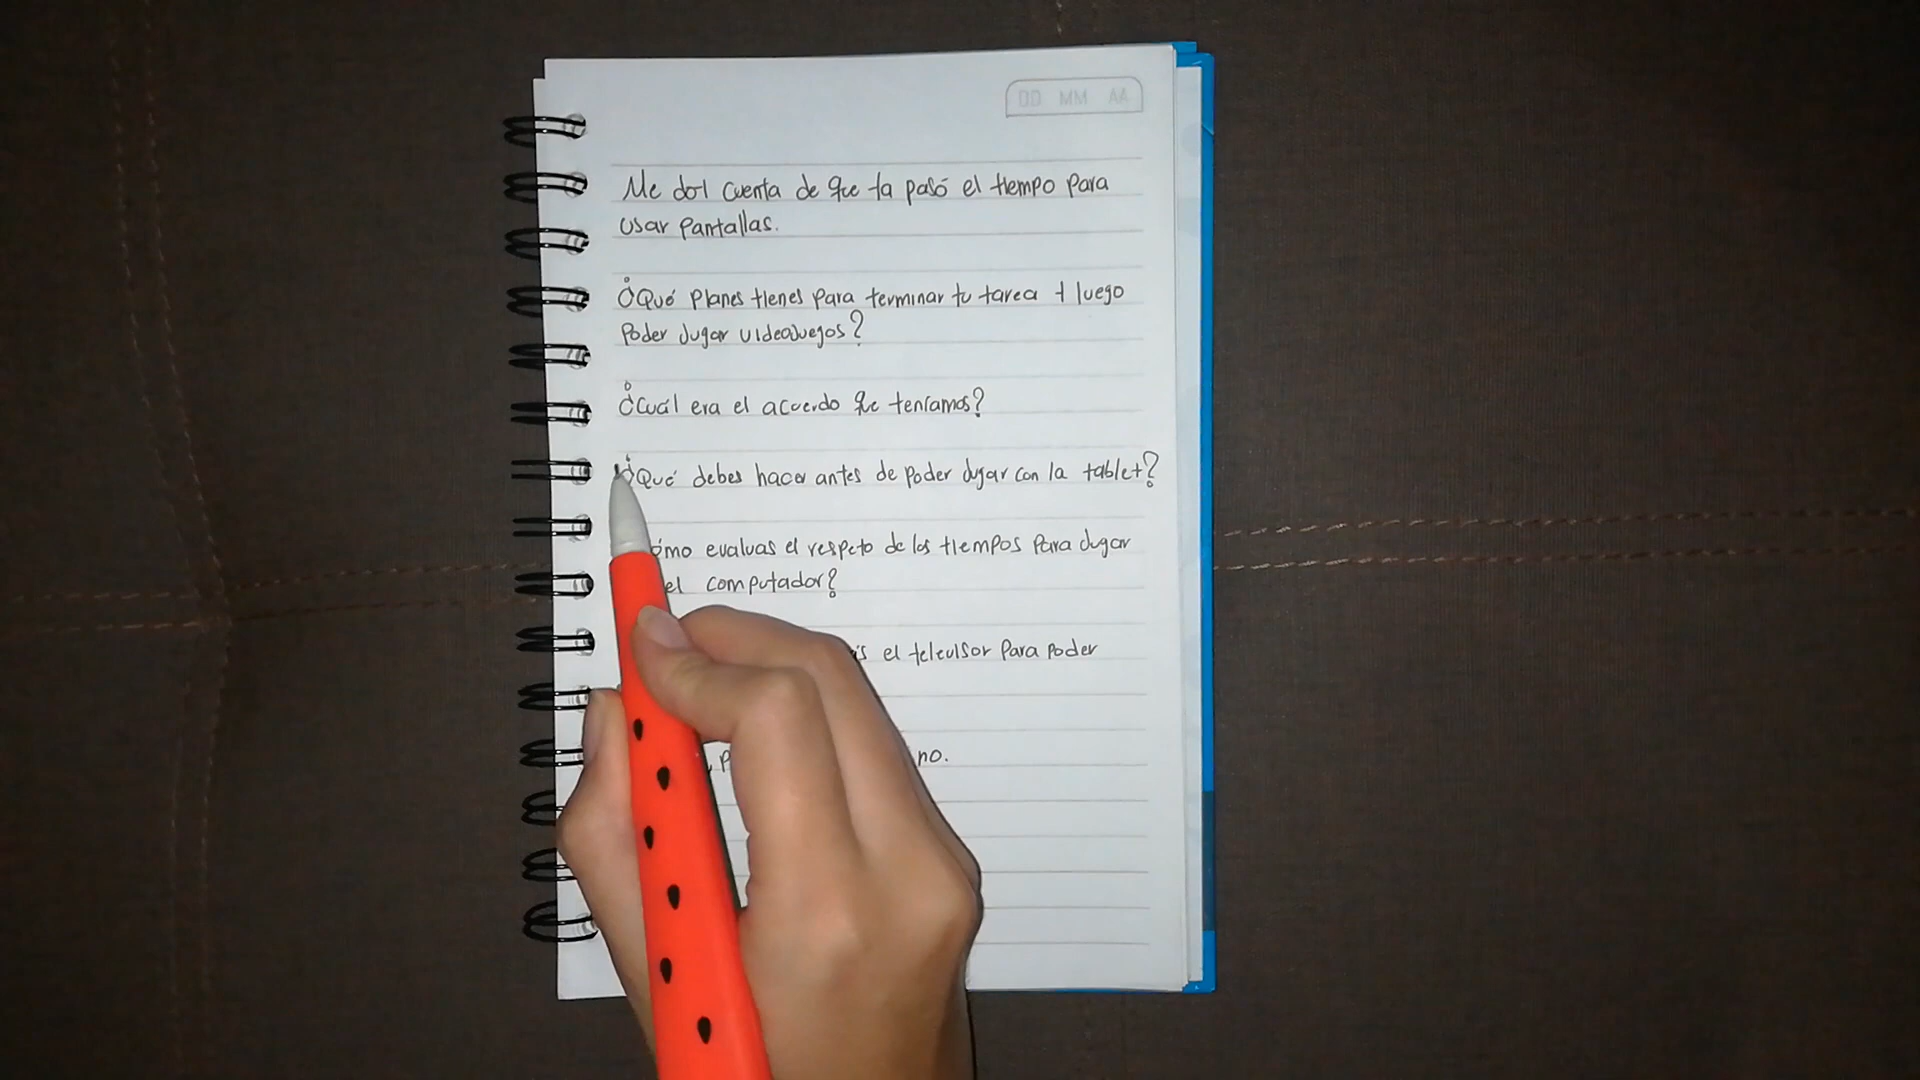 DD MM AA
Me doy cuenta de que ya pasó el tiempo para
usar pantallas.
¿Qué planes tienes para terminar tu tarea y luego
poder jugar videojuegos?
¿Cuál era el acuerdo que teníamos?
¿Qué debes hacer antes de poder jugar con la tablet?
evaluas el respeto de los tiempos para jugar
el computador?
el televisor para poder
no.